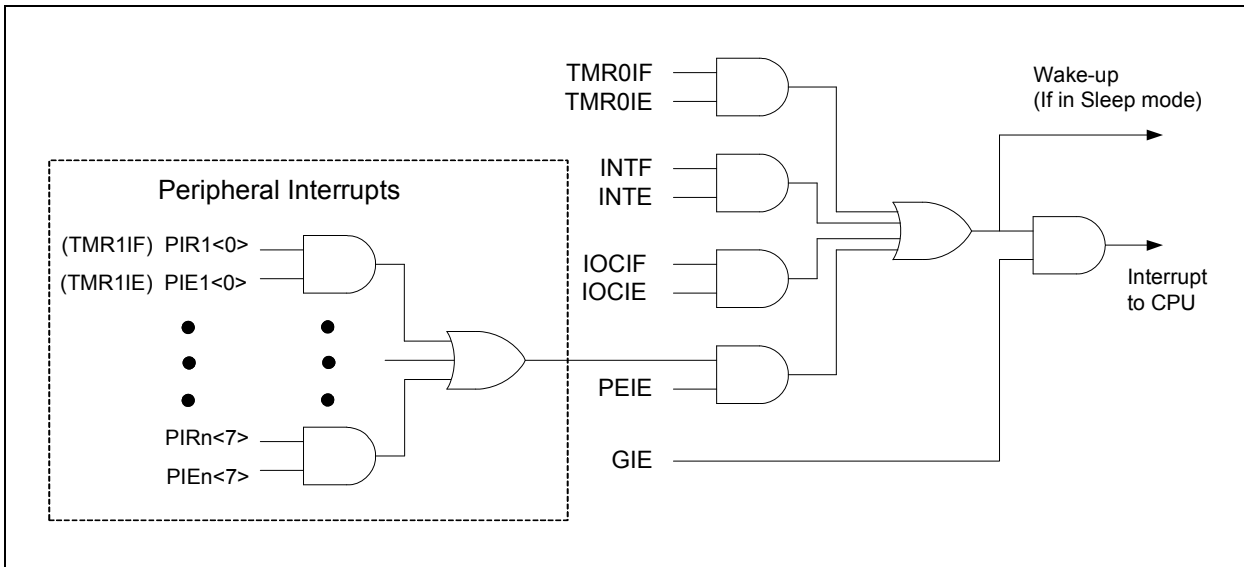 TMR0IF
TMR0IE
Wake-up
(If in Sleep mode)
INTF
INTE
Peripheral Interrupts
(TMR1IF) PIR1<0>
(TMR1IE) PIE1<0>
IOCIF
IOCIE
Interrupt
to CPU
PEIE
PIRn<7>
PIEn<7>
GIE